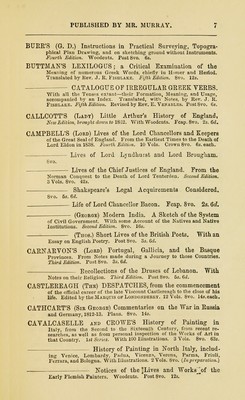 PUBLISHED BY MR. MURRAY. 7
BURR'S (G. D.) Instructions in Practical Surveying, Topogra-
phical Plan Drawing, and on sketching ground without Instruments.
Fourth Edition. Woodcuts. Post 8vo. 6s.
BUTTMAN'S LEXILOGUS; a Critical Examination of the
Meaning of numerous Greek Words, chiefly in Homer and Hesiod.
Translated by Rev. J. R. FISHLAKE. Fifth Edition. 8vo. 12s.
CATALOGUE OF IRREGULAR GREEK VERBS.
With all the Tenses extant—their Formation, Meaning, and Usage,
accompanied by an Index. Translated, with Notes, by Rev. J. R.
FISHLAKE. Fifth Edition. Revised by Rev. E. VENABLES. Post 8vo. 6s.
CALLCOTT'S (LADY) Little Arthur's History of England.
New Edition, brought down to 1872. With Woodcuts. Fcap. 8vo. 2s. 6d.
CAMPBELL'S (LORD) Lives of the Lord Chancellors and Keepers
of the Great Seal of England. From the Earliest Times to the Death of
Lord Eldon in 1838. Fourth Edition. 10 Vols. Crown 8vo. 6s. each.
Lives of Lord Lyndhurst and Lord Brougham.
8vo.
Lives of the Chief Justices of England. From the
Norman Conquest to the Death of Lord Tenterden. Second Edition.
3 Vols. 8vo. 42s.
Shakspeare's Legal Acquirements Considered.
8vo. 5s. 6d.
Life of Lord Chancellor Bacon. Fcap. 8vo. 2s. 6d.
(GEORGE) Modern India. A Sketch of the System
of Civil Government. With some Account of the Natives and Native
Institutions. Second Edition. 8vo. 16s.
(THOS.) Short Lives of the British Poets. With an
Essay on English Poetry. Post 8vo. 3s. 6d.
CARNARVON'S (LORD) Portugal, Gallicia, and the Basque
Provinces. From Notes made during a Journey to those Countries.
Third Edition. Post 8vo. 3s. 6d.
Recollections of the Druses of Lebanon. With
Notes on their Religion. Third Edition. Post 8vo. 5s. 6d.
CASTLEREAGH (THE) DESPATCHES, from the commencement
of the official career of the late Viscount Castlereagh to the close of his
life. Edited by the MARQUIS OF LONDONDERRY. 12 Vols. 8vo. 14s. each.
CATHCART'S (SIR GEORGE) Commentaries on the War in Russia
and Germany, 1812-13. Plans. 8vo. 14s.
CAVALCASELLE AND CROWE'S History of Painting in
Italy, from the Second to the Sixteenth Century, from recent re-
searches, as well as from personal inspection of the Works of Art in
that Country. 1st Series. With 100 Illustrations. 3 Vols. 8vo. 63s.
History of Painting in North Italy, includ-
ing Venice, Lombardy, Padua, Vicenza, Verona, Parma, Friuli,
Ferrara, and Bologna. With Illustrations. 2 Vols. 8vo. (In preparation.)
Notices of the Lives and Works of the
Early Flemish Painters. Woodcuts. Post 8vo. 12s.